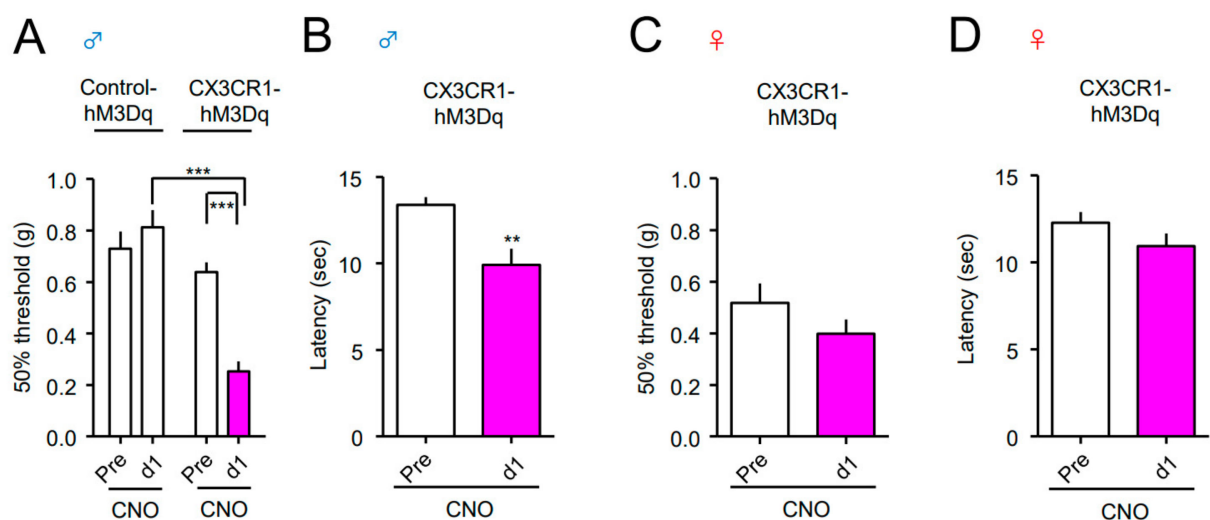 A ♂
Control-
hM3Dq
CX3CR1-
hM3Dq
50% threshold (g)
1.0
0.8
0.6
0.4
0.2
0.0
***
***
Pre
d1
Pre
d1
CNO
CNO
B ♂
CX3CR1-
hM3Dq
Latency (sec)
15
10
5
0
**
Pre
d1
CNO
C ♀
CX3CR1-
hM3Dq
50% threshold (g)
1.0
0.8
0.6
0.4
0.2
0.0
Pre
d1
CNO
D ♀
CX3CR1-
hM3Dq
Latency (sec)
15
10
5
0
Pre
d1
CNO